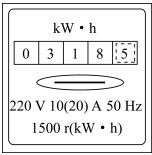 kW · h
0 3 1 8 5
220 V 10(20) A 50 Hz
1500 r(kW · h)